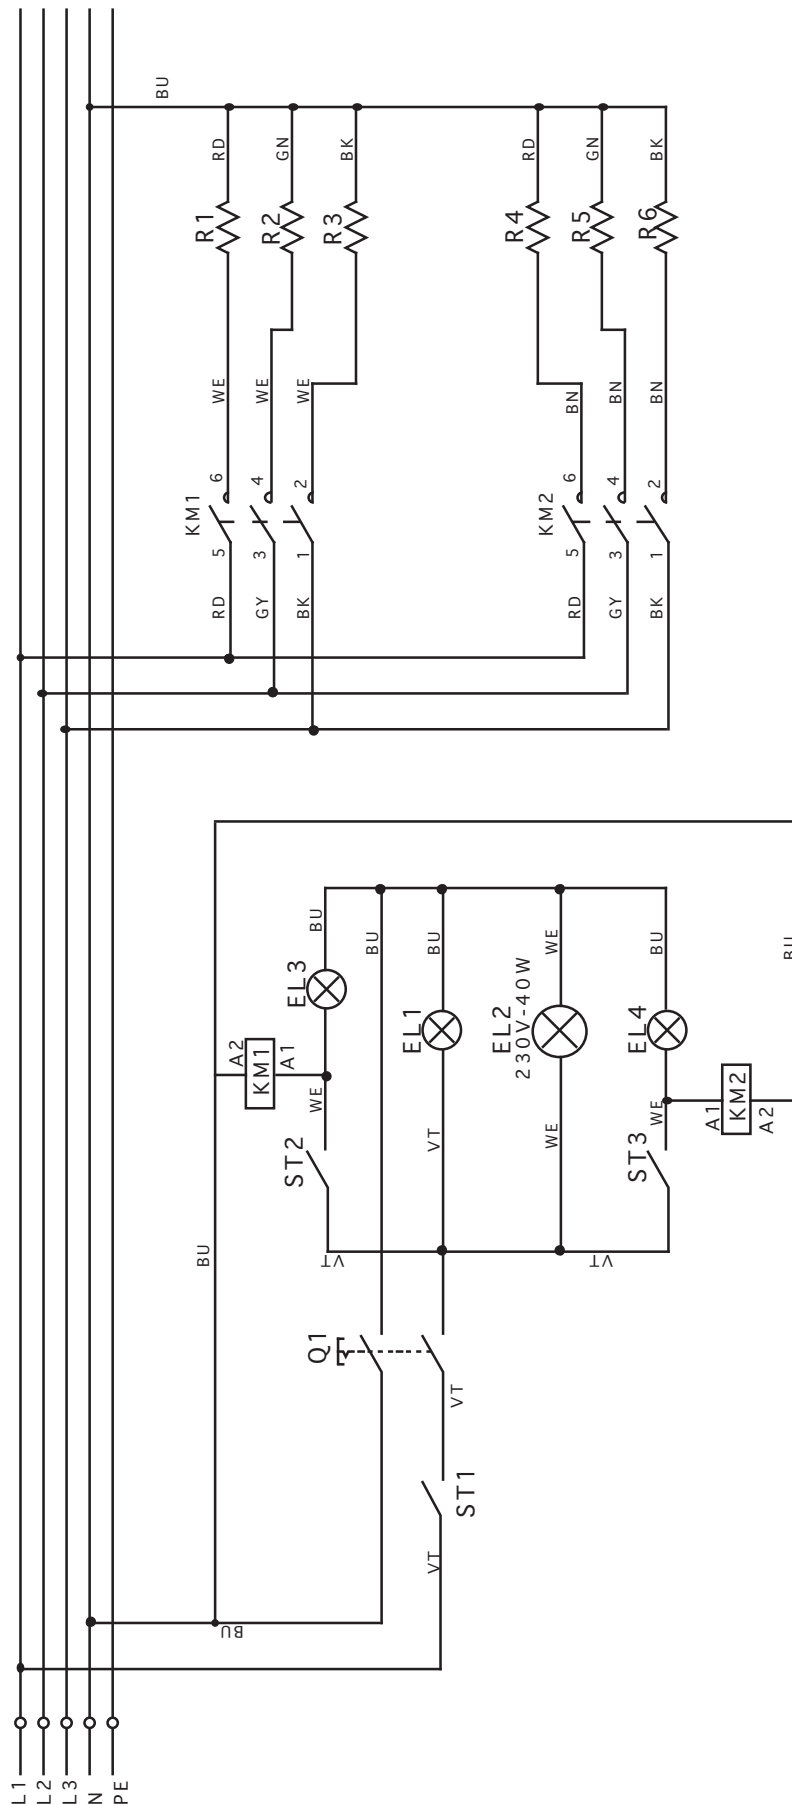 BU
RD
GN
BK
RD
GN
BK
R1
R2
R3
R4
R5
R6
WE
WE
WE
BN
BN
BN
KM1
6
4
2
KM2
6
4
2
5
3
1
5
3
1
RD
GY
BK
RD
GY
BK
BU
BU
BU
WE
BU
BU
EL3
EL1
EL2
230V-40W
EL4
A2
KM1
A1
A1
KM2
A2
WE
VT
WE
WE
ST2
ST3
BU
VT
VT
Q1
VT
ST1
VT
BU
L1
L2
L3
N
PE